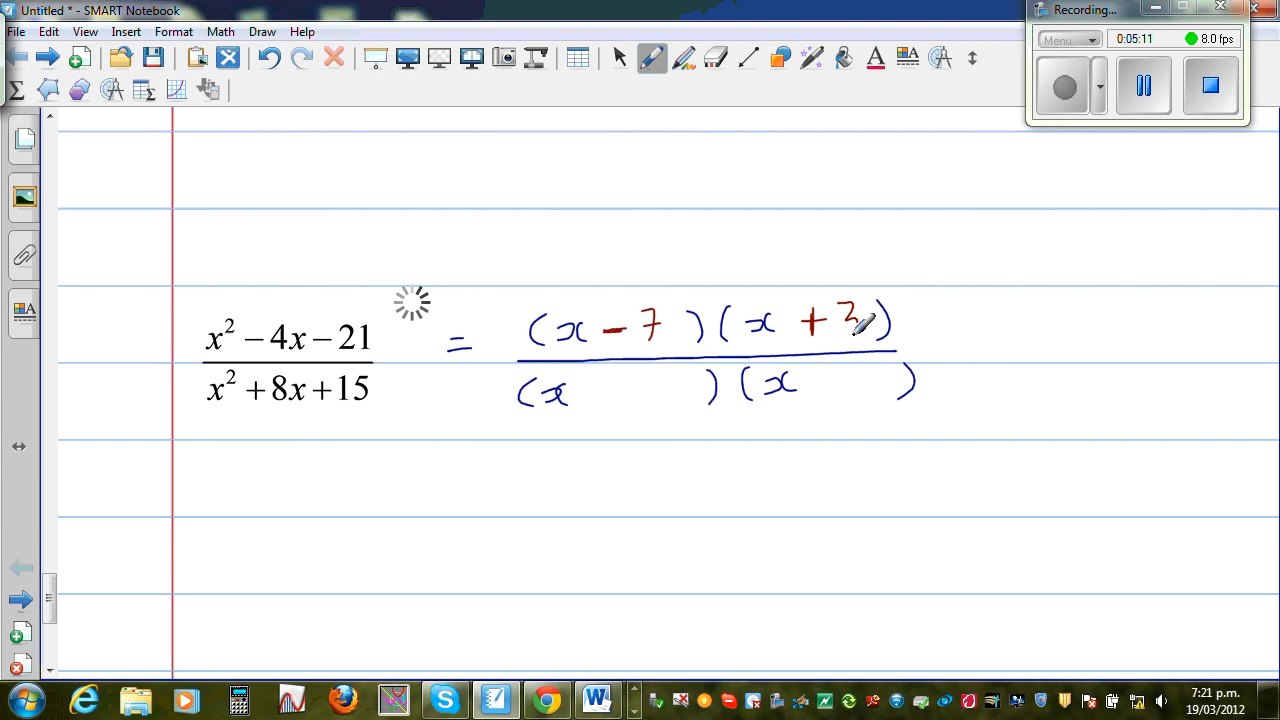 Untitled * - SMART Notebook
Recording...
File Edit View Insert Format Math Draw Help
Menu
0:05:11
8.0 fps
x² − 4x − 21
x² + 8x + 15
=
(x − 7 )(x + 3)
(x )(x )
7:21 p.m.
19/03/2012